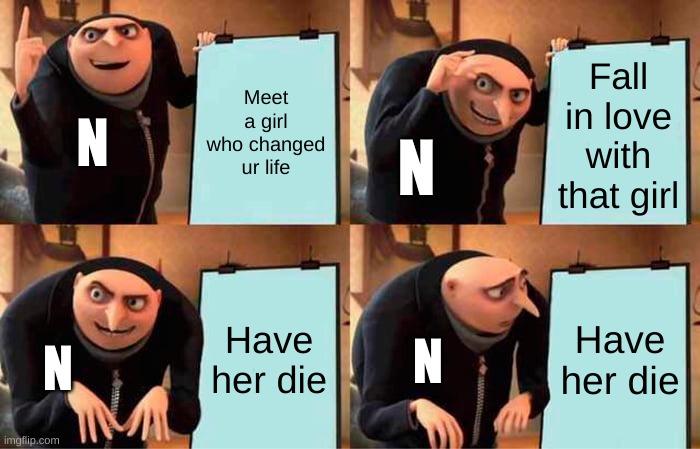 N
Meet
a girl
who changed
ur life
N
Fall
in love
with
that girl
N
Have
her die
N
Have
her die
imgflip.com